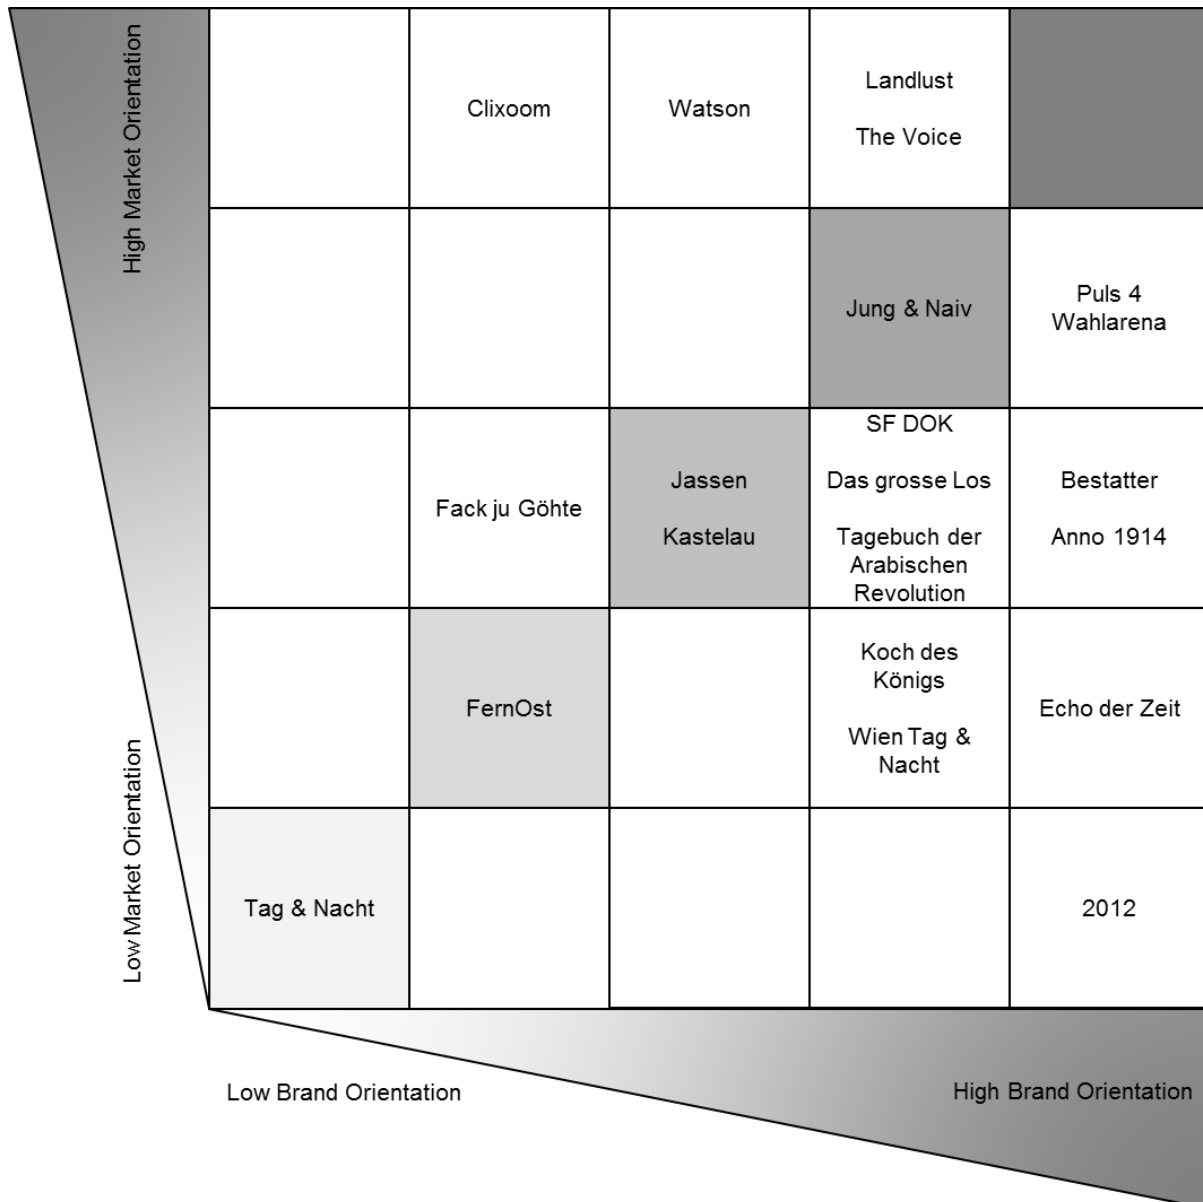 High Market Orientation
Clixoom
Watson
Landlust
The Voice
Jung & Naiv
Puls 4
Wahlarena
Fack ju Göhte
Jassen
Kastelau
SF DOK
Das grosse Los
Tagebuch der
Arabischen
Revolution
Bestatter
Anno 1914
Low Market Orientation
FernOst
Koch des
Königs
Wien Tag &
Nacht
Echo der Zeit
Tag & Nacht
2012
Low Brand Orientation
High Brand Orientation